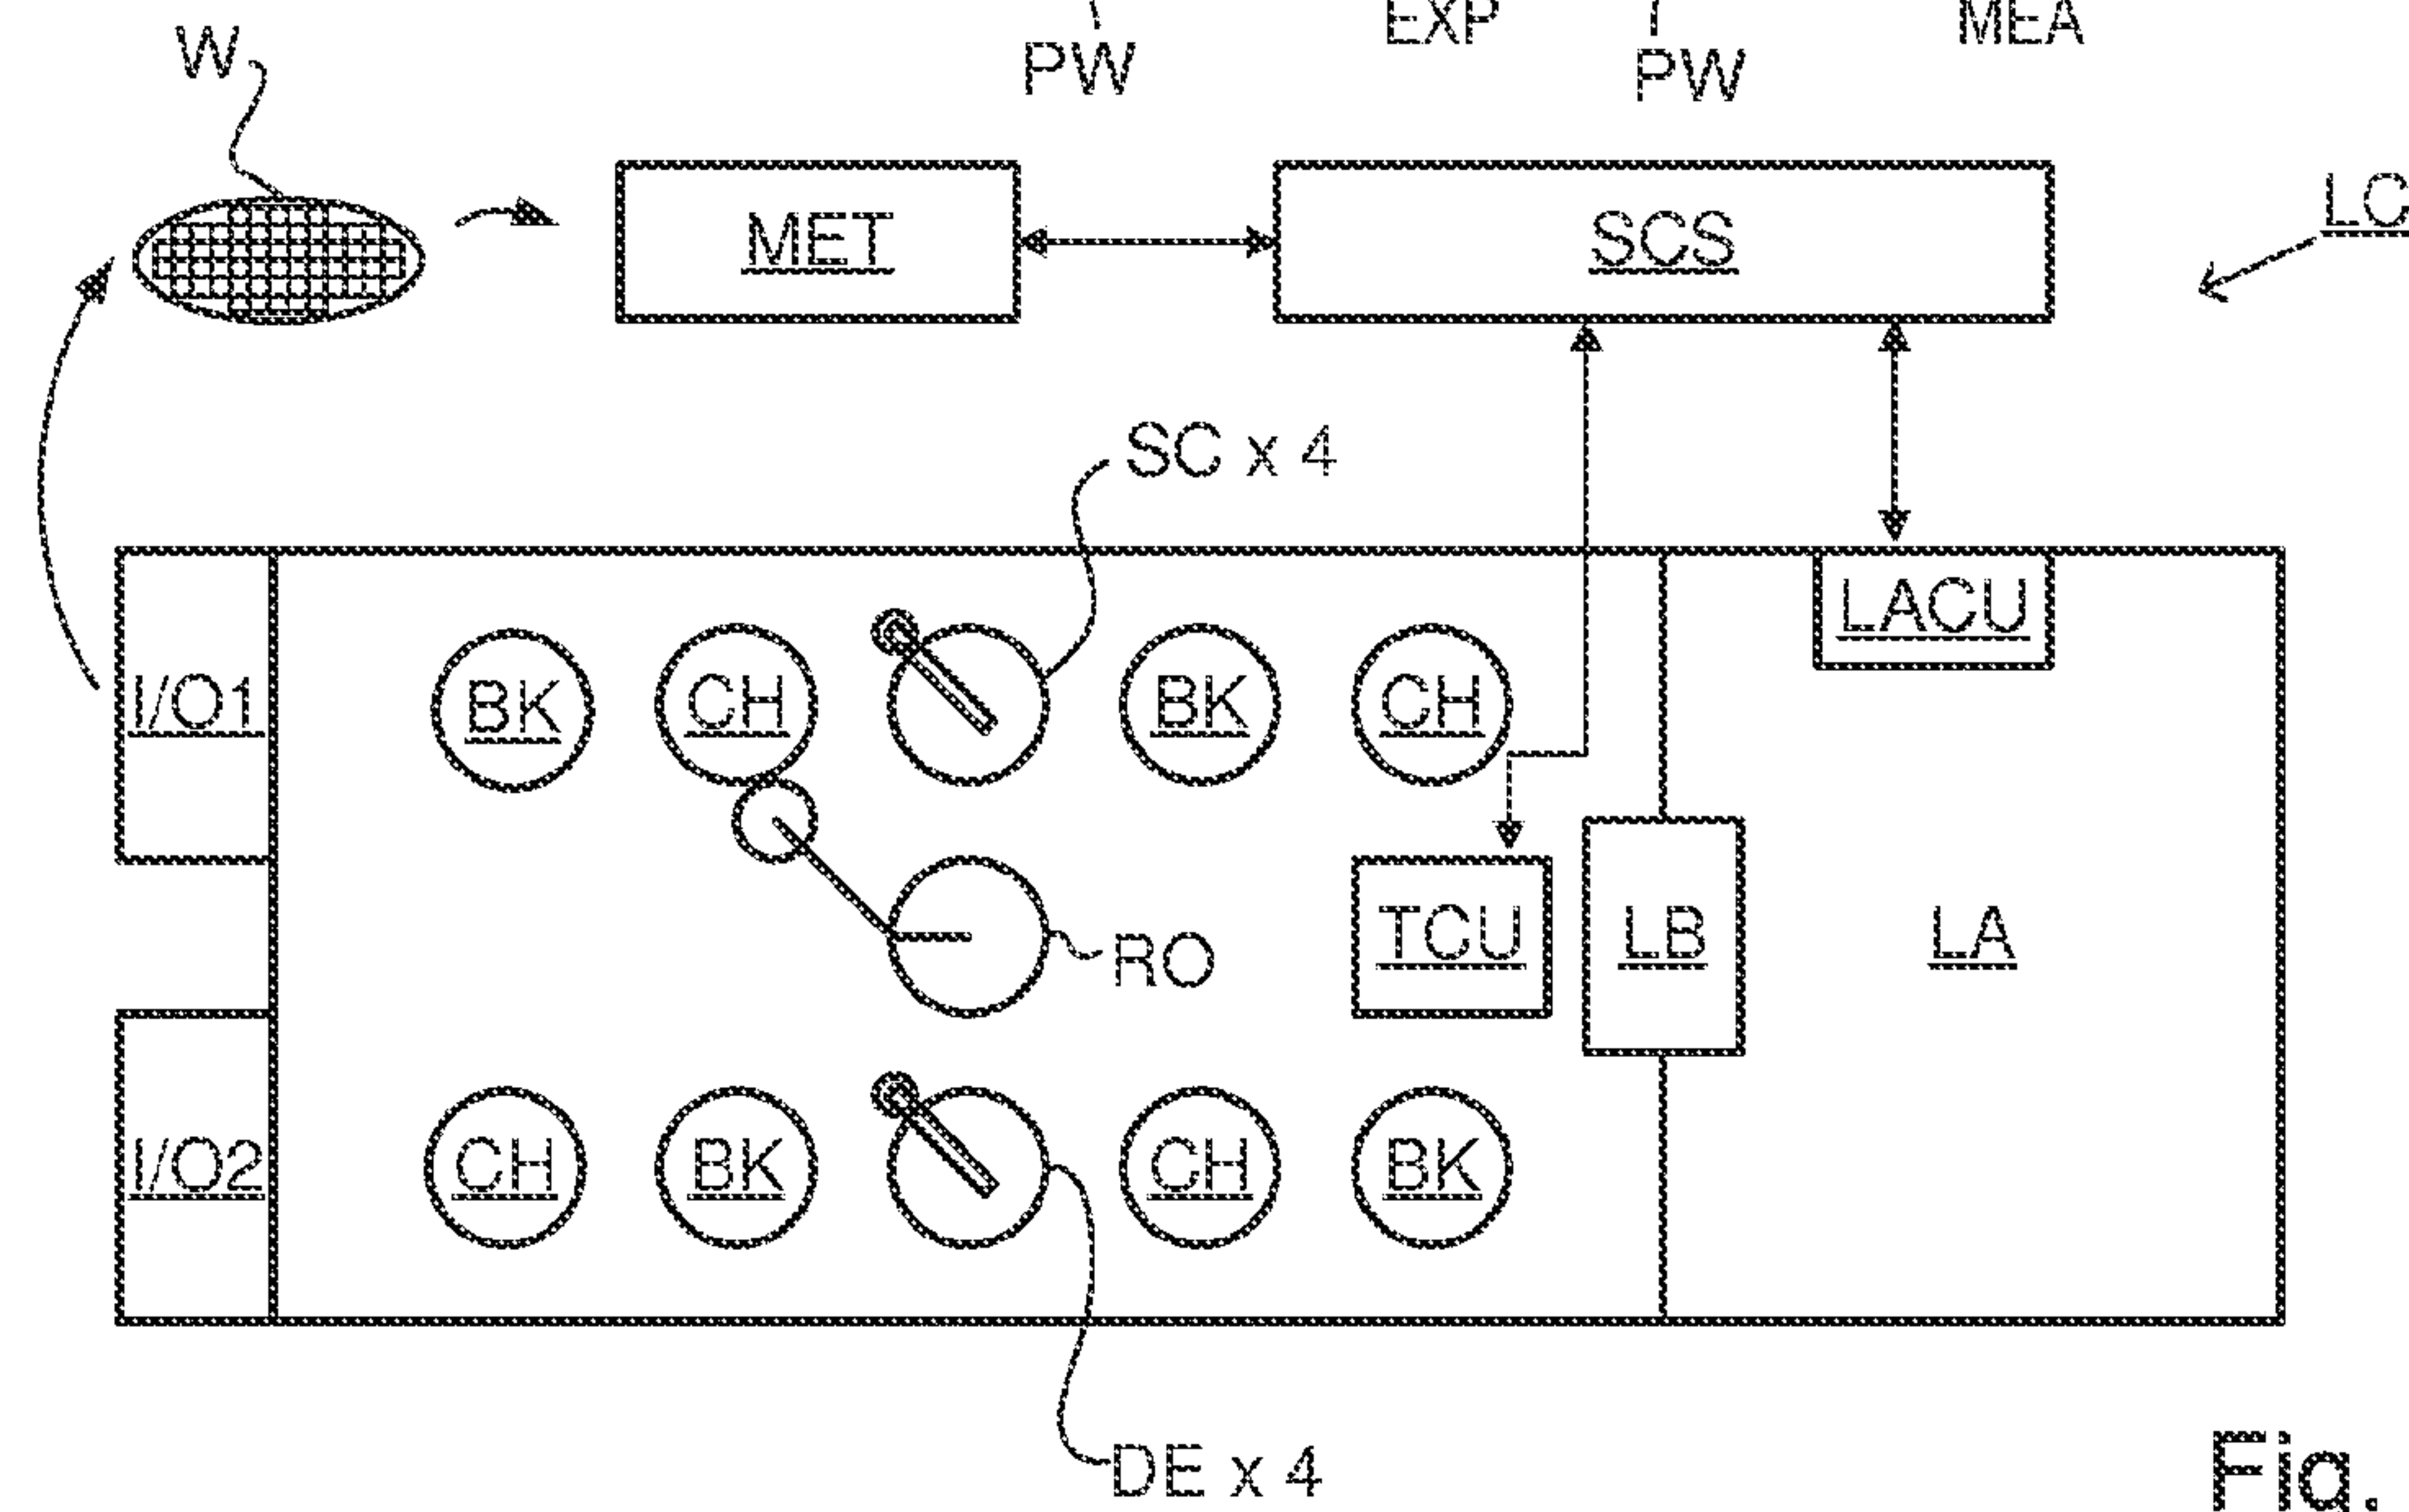 EXP
MEA
W
PW
PW
MET
SCS
LC
SC x 4
LACU
I/O1
BK
CH
BK
CH
TCU
LB
LA
RO
I/O2
CH
BK
CH
BK
DE x 4
Fig.